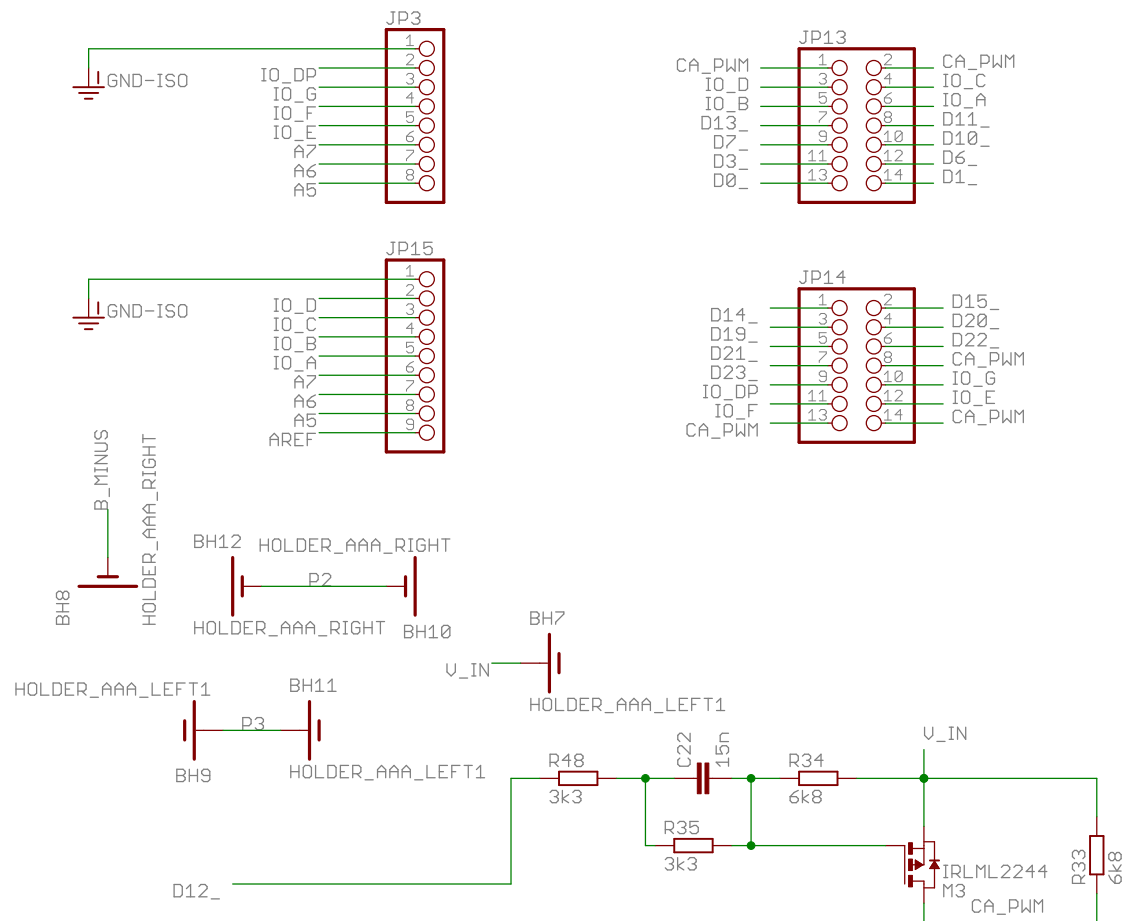 JP3
1
GND-ISO
2
IO_DP
3
IO_G
4
IO_F
5
IO_E
6
A7
7
A6
8
A5
JP13
CA_PWM 1 2 CA_PWM
IO_D 3 4 IO_C
IO_B 5 6 IO_A
D13_ 7 8 D11_
D7_ 9 10 D10_
D3_ 11 12 D6_
D0_ 13 14 D1_
JP15
1
GND-ISO
2
IO_D
3
IO_C
4
IO_B
5
IO_A
6
A7
7
A6
8
A5
9
AREF
JP14
D14_ 1 2 D15_
D19_ 3 4 D20_
D21_ 5 6 D22_
D23_ 7 8 CA_PWM
IO_DP 9 10 IO_G
IO_F 11 12 IO_E
CA_PWM 13 14 CA_PWM
B_MINUS
HOLDER_AAA_RIGHT
BH8
BH12
HOLDER_AAA_RIGHT
P2
HOLDER_AAA_RIGHT
BH10
BH7
V_IN
HOLDER_AAA_LEFT1
HOLDER_AAA_LEFT1
BH11
P3
BH9
HOLDER_AAA_LEFT1
V_IN
R48
3k3
C22
15n
R34
6k8
R35
3k3
R33
6k8
IRLML2244
M3
CA_PWM
D12_